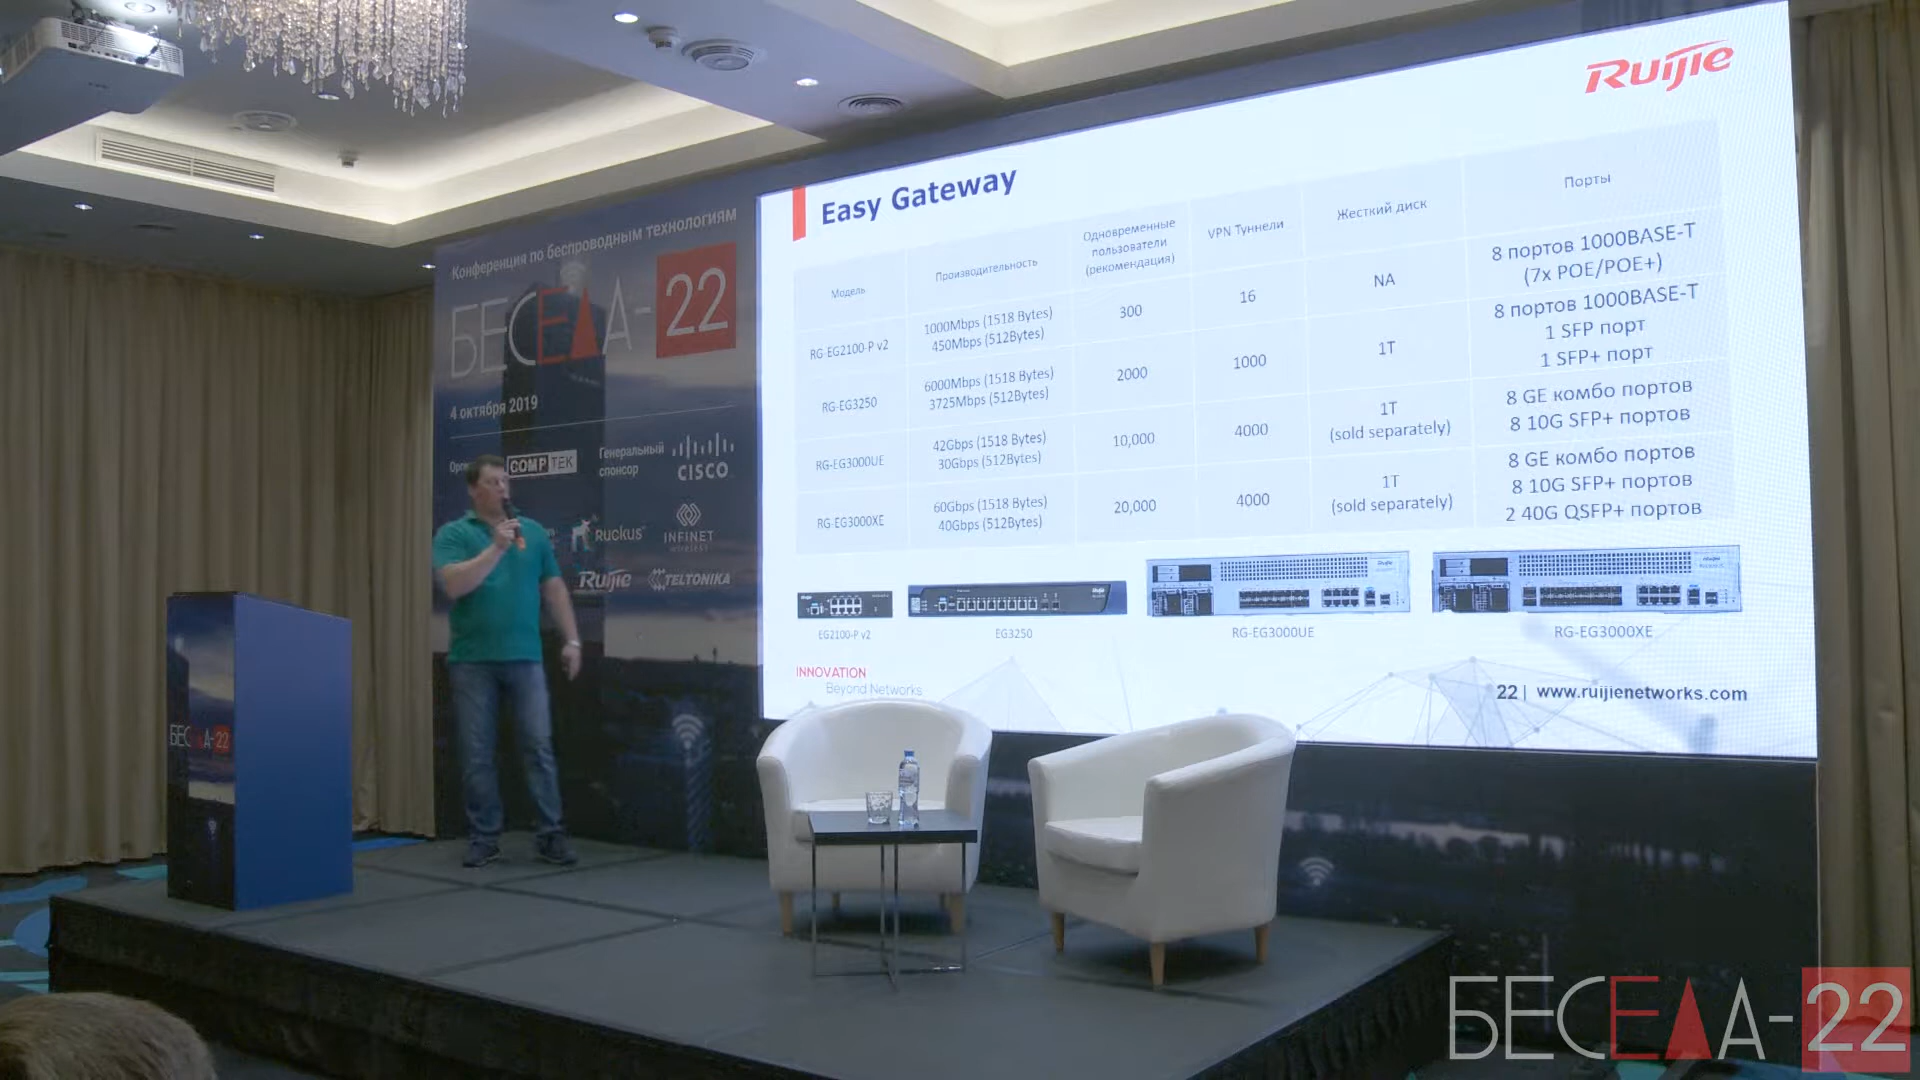 Конференция по беспроводным технологиям
БЕСЕДА-22
4 октября 2019
COMPTEK
Генеральный
спонсор
CISCO
Ruckus
INFINET
wireless
Ruijie
TELTONIKA
Ruijie
Easy Gateway
Модель
Производительность
Одновременные
пользователи
(рекомендация)
VPN Туннели
Жесткий диск
Порты
RG-EG2100-P v2
1000Mbps (1518 Bytes)
450Mbps (512Bytes)
300
16
NA
8 портов 1000BASE-T
(7x POE/POE+)
RG-EG3250
6000Mbps (1518 Bytes)
3725Mbps (512Bytes)
2000
1000
1T
8 портов 1000BASE-T
1 SFP порт
1 SFP+ порт
RG-EG3000UE
42Gbps (1518 Bytes)
30Gbps (512Bytes)
10,000
4000
1T
(sold separately)
8 GE комбо портов
8 10G SFP+ портов
RG-EG3000XE
60Gbps (1518 Bytes)
40Gbps (512Bytes)
20,000
4000
1T
(sold separately)
8 GE комбо портов
8 10G SFP+ портов
2 40G QSFP+ портов
EG2100-P v2
EG3250
RG-EG3000UE
RG-EG3000XE
INNOVATION
Beyond Networks
22 | www.ruijienetworks.com
БЕСЕДА-22
БЕСЕДА-22